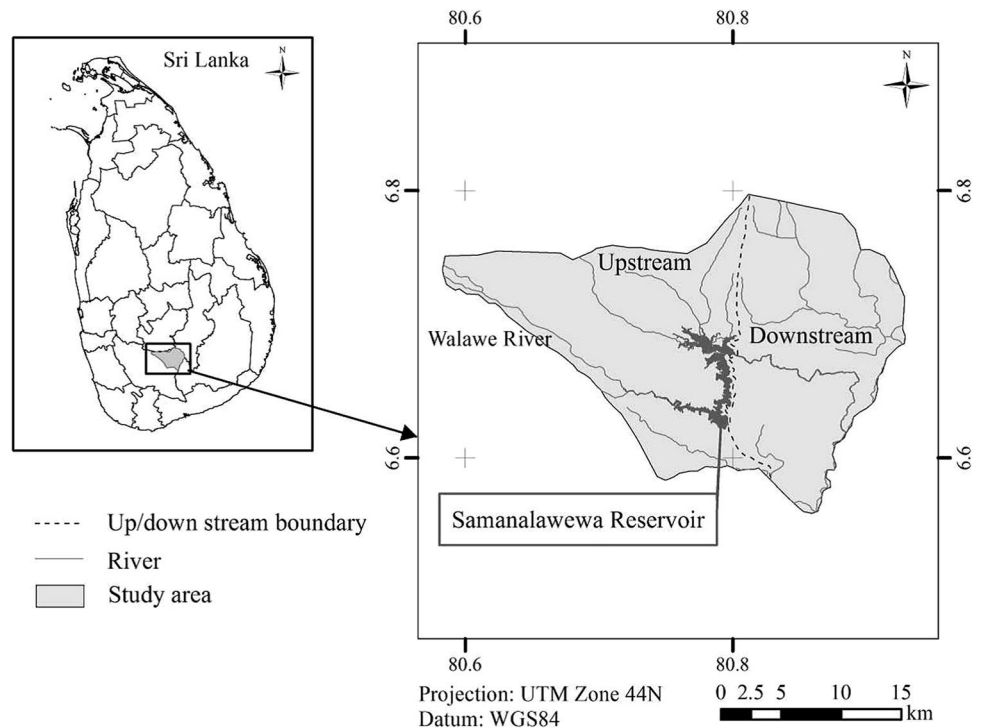 Sri Lanka
N
80.6 80.8
N
6.8 6.8
Upstream
Walawe River
Downstream
6.6 6.6
Samanalawewa Reservoir
Up/down stream boundary
River
Study area
80.6 80.8
Projection: UTM Zone 44N
Datum: WGS84
0 2.5 5 10 15
km